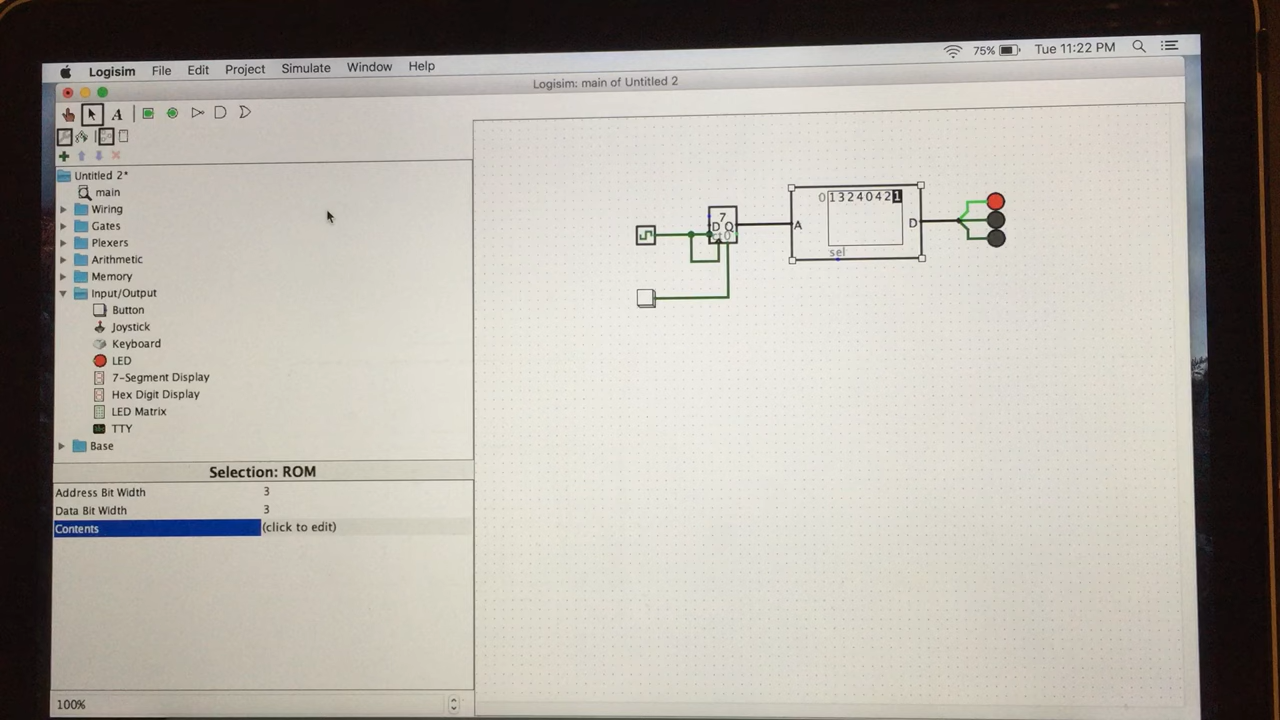 Logisim File Edit Project Simulate Window Help 75% Tue 11:22 PM
Logisim: main of Untitled 2
A
Untitled 2*
main
Wiring
Gates
Plexers
Arithmetic
Memory
Input/Output
Button
Joystick
Keyboard
LED
7-Segment Display
Hex Digit Display
LED Matrix
TTY
Base
Selection: ROM
Address Bit Width 3
Data Bit Width 3
Contents (click to edit)
100%
7
D Q
A
0 13240421
D
sel